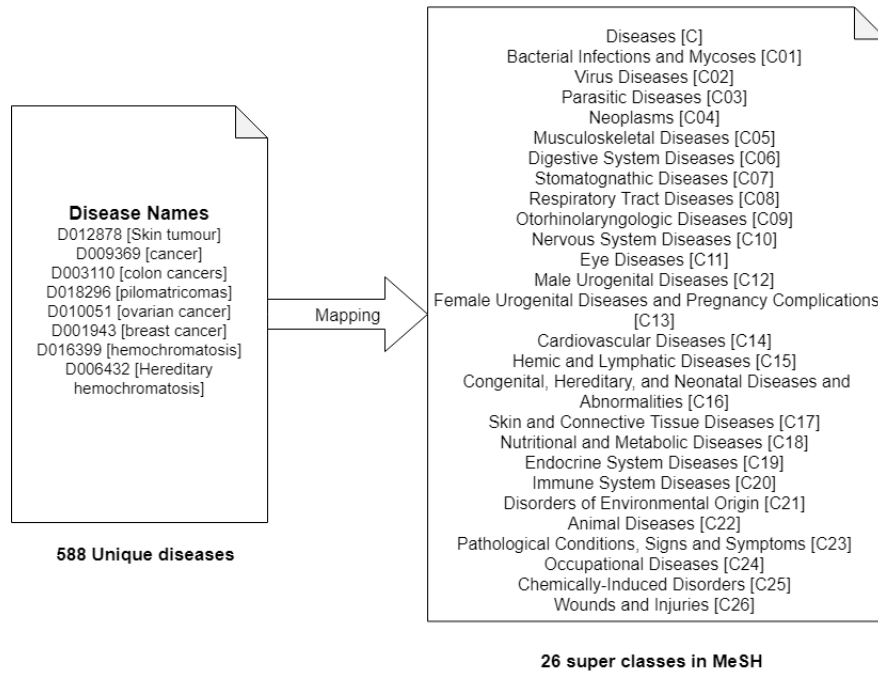 Disease Names
D012878 [Skin tumour]
D009369 [cancer]
D003110 [colon cancers]
D018296 [pilomatricomas]
D010051 [ovarian cancer]
D001943 [breast cancer]
D016399 [hemochromatosis]
D006432 [Hereditary
hemochromatosis]
588 Unique diseases
Mapping
Diseases [C]
Bacterial Infections and Mycoses [C01]
Virus Diseases [C02]
Parasitic Diseases [C03]
Neoplasms [C04]
Musculoskeletal Diseases [C05]
Digestive System Diseases [C06]
Stomatognathic Diseases [C07]
Respiratory Tract Diseases [C08]
Otorhinolaryngologic Diseases [C09]
Nervous System Diseases [C10]
Eye Diseases [C11]
Male Urogenital Diseases [C12]
Female Urogenital Diseases and Pregnancy Complications
[C13]
Cardiovascular Diseases [C14]
Hemic and Lymphatic Diseases [C15]
Congenital, Hereditary, and Neonatal Diseases and
Abnormalities [C16]
Skin and Connective Tissue Diseases [C17]
Nutritional and Metabolic Diseases [C18]
Endocrine System Diseases [C19]
Immune System Diseases [C20]
Disorders of Environmental Origin [C21]
Animal Diseases [C22]
Pathological Conditions, Signs and Symptoms [C23]
Occupational Diseases [C24]
Chemically-Induced Disorders [C25]
Wounds and Injuries [C26]
26 super classes in MeSH